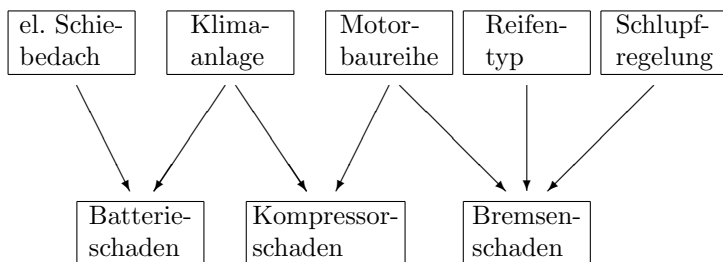 el. Schie-
bedach
Klima-
anlage
Motor-
baureihe
Reifen-
typ
Schlupf-
regelung
Batterie-
schaden
Kompressor-
schaden
Bremsen-
schaden